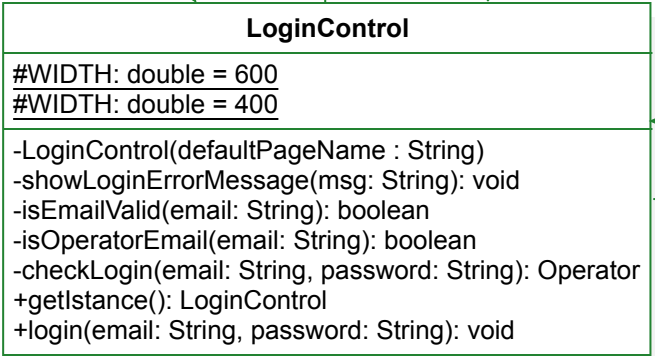 LoginControl
#WIDTH: double = 600
#WIDTH: double = 400
-LoginControl(defaultPageName : String)
-showLoginErrorMessage(msg: String): void
-isEmailValid(email: String): boolean
-isOperatorEmail(email: String): boolean
-checkLogin(email: String, password: String): Operator
+getIstance(): LoginControl
+login(email: String, password: String): void